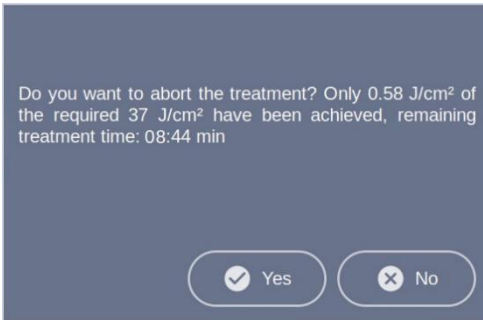 Do you want to abort the treatment? Only 0.58 J/cm² of
the required 37 J/cm² have been achieved, remaining
treatment time: 08:44 min
Yes
No